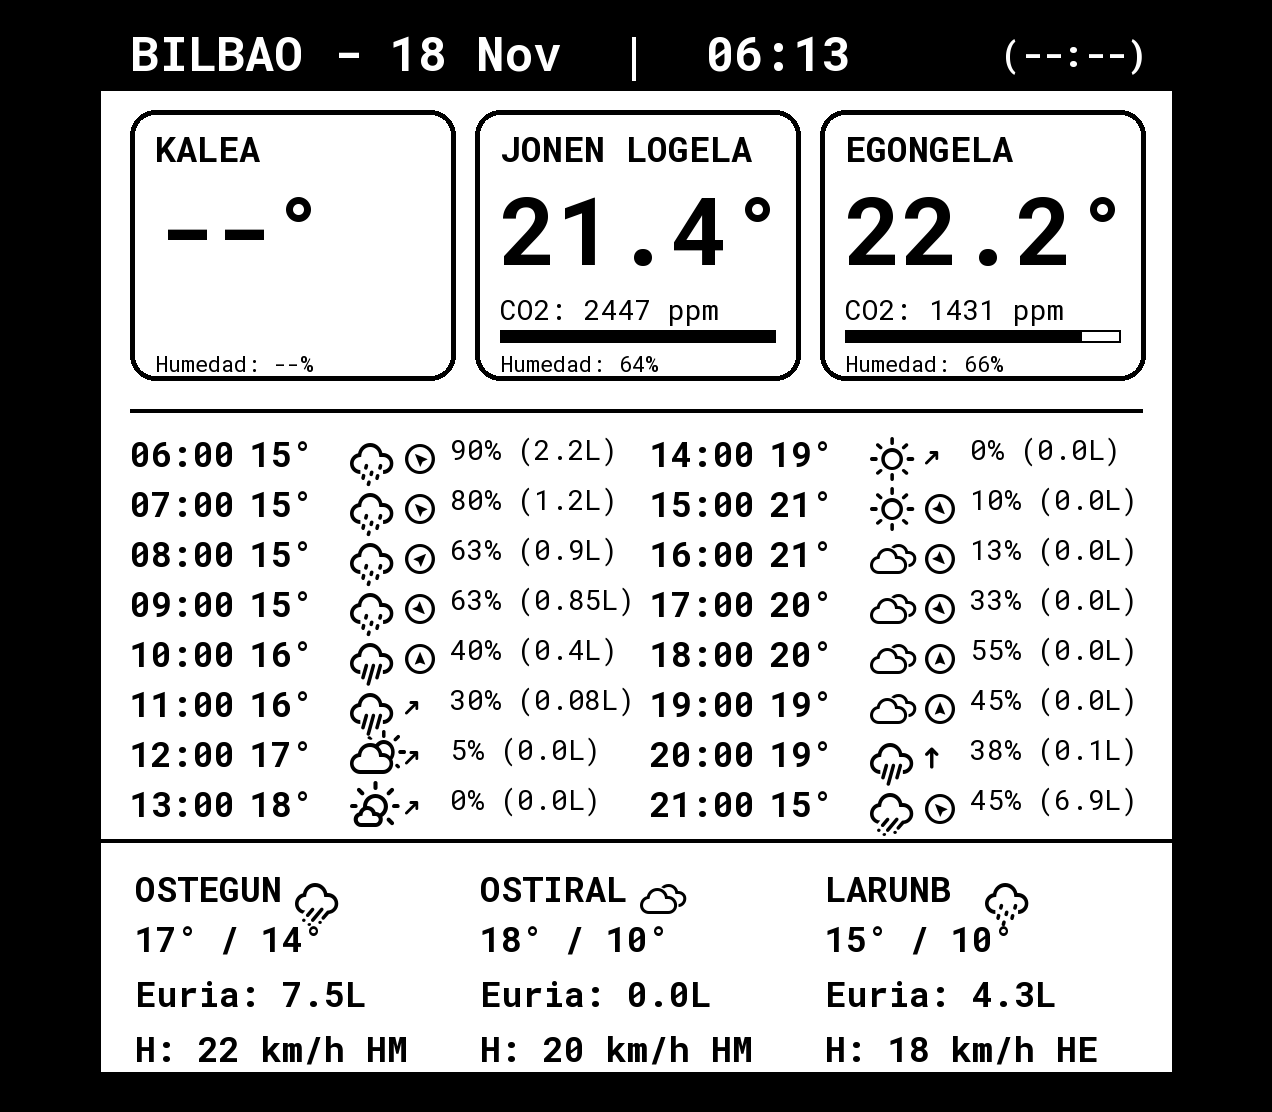 BILBAO - 18 Nov | 06:13 (--:--)
KALEA
--°
Humedad: --%
JONEN LOGELA
21.4°
CO2: 2447 ppm
Humedad: 64%
EGONGELA
22.2°
CO2: 1431 ppm
Humedad: 66%
06:00 15° 90% (2.2L)
07:00 15° 80% (1.2L)
08:00 15° 63% (0.9L)
09:00 15° 63% (0.85L)
10:00 16° 40% (0.4L)
11:00 16° 30% (0.08L)
12:00 17° 5% (0.0L)
13:00 18° 0% (0.0L)
14:00 19° 0% (0.0L)
15:00 21° 10% (0.0L)
16:00 21° 13% (0.0L)
17:00 20° 33% (0.0L)
18:00 20° 55% (0.0L)
19:00 19° 45% (0.0L)
20:00 19° 38% (0.1L)
21:00 15° 45% (6.9L)
OSTEGUN
17° / 14°
Euria: 7.5L
H: 22 km/h HM
OSTIRAL
18° / 10°
Euria: 0.0L
H: 20 km/h HM
LARUNB
15° / 10°
Euria: 4.3L
H: 18 km/h HE